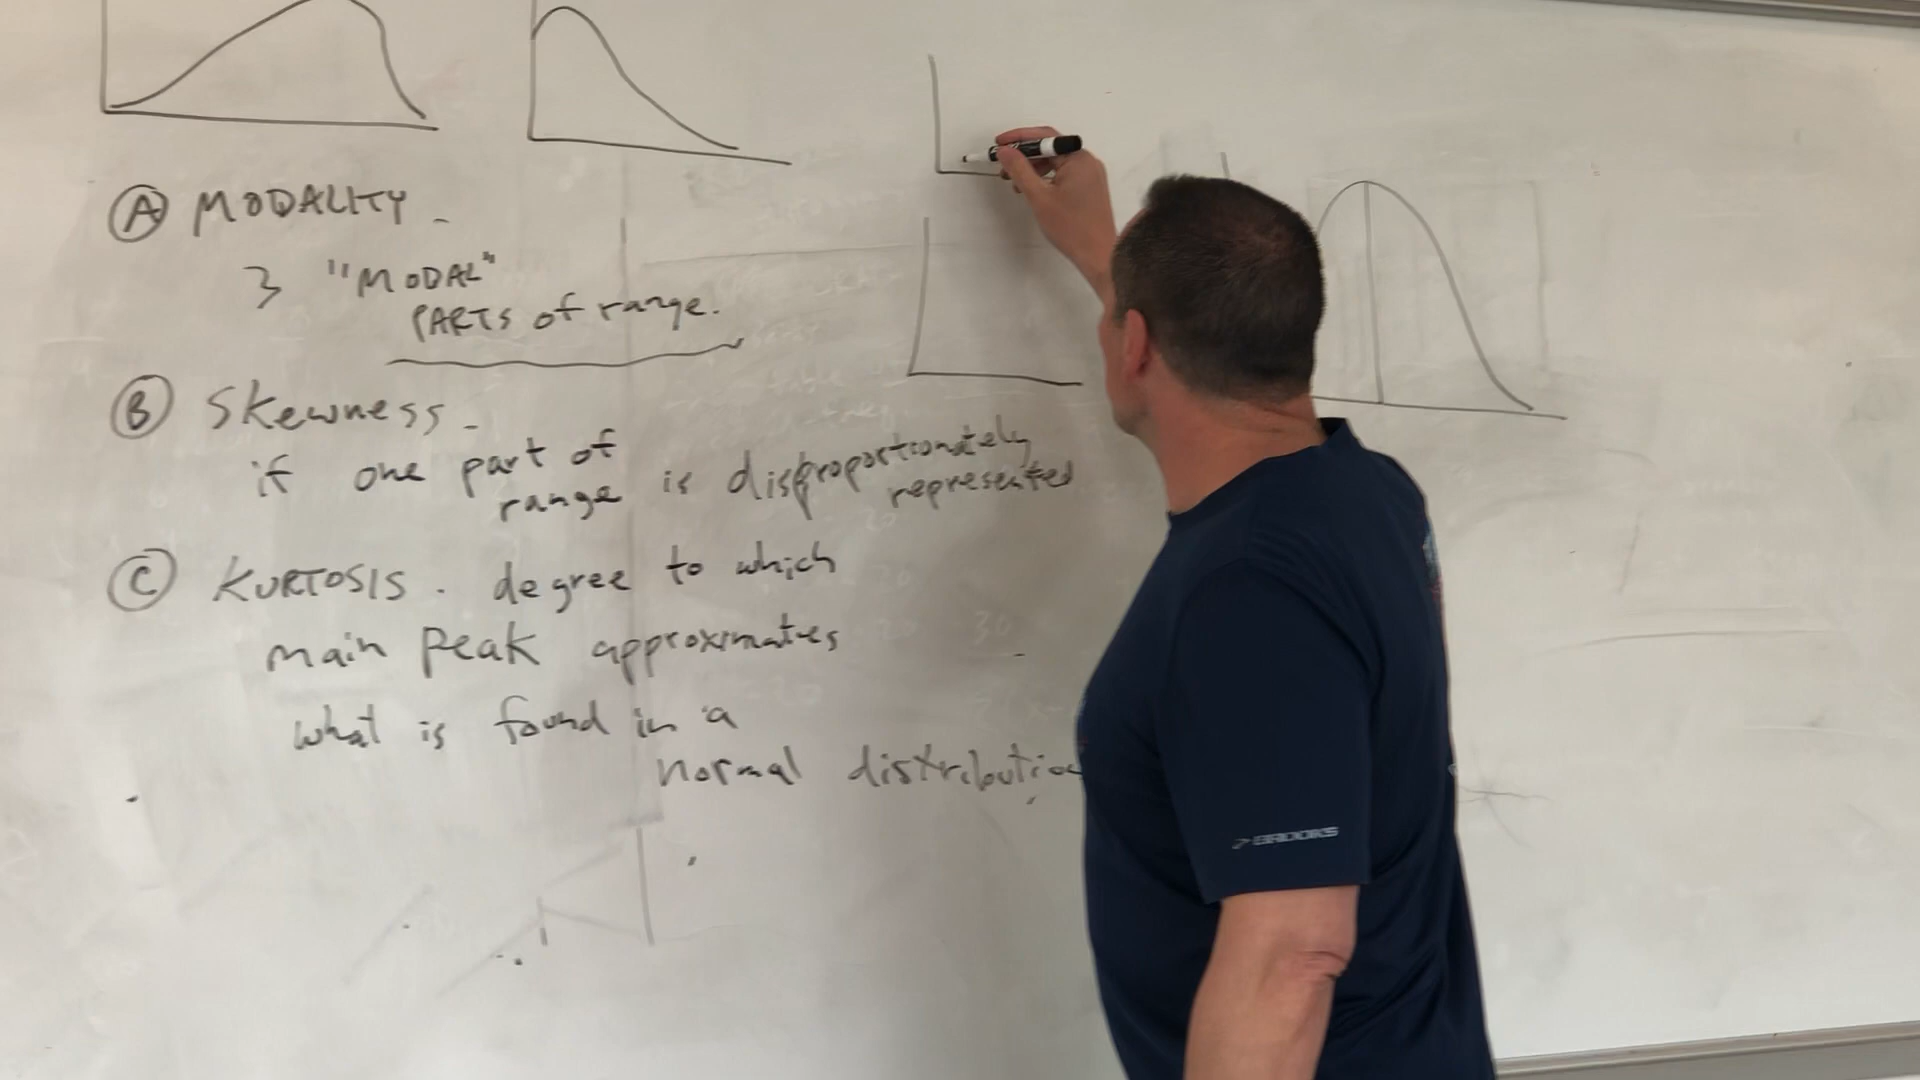 Ⓐ MODALITY -
3 "MODAL"
PARTS of range.
Ⓑ Skewness -
if one part of
range is disproportionately
represented
Ⓒ KURTOSIS. degree to which
main peak approximates
what is found in a
normal distribution
BROOKS